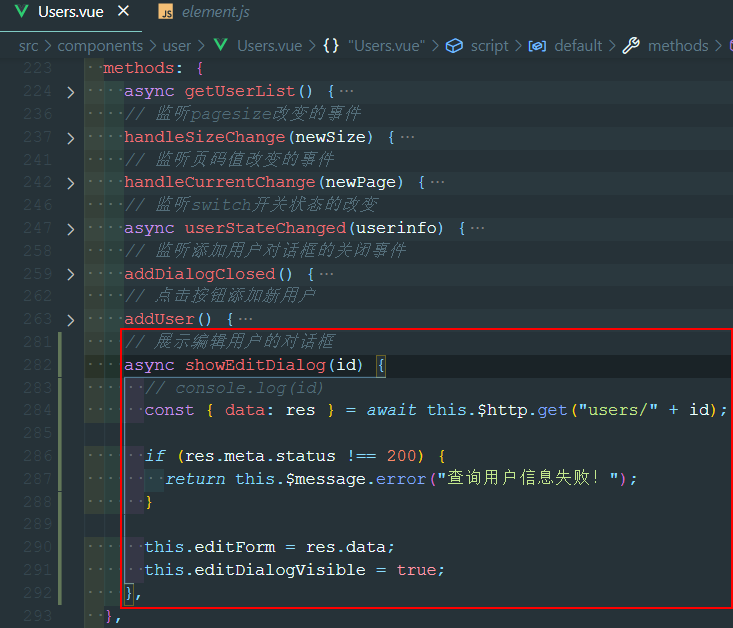 Users.vue × JS element.js
src > components > user > Users.vue > {} "Users.vue" > script > default > methods >
223 methods: {
224 async getUserList() { ···
236 // 监听pagesize改变的事件
237 handleSizeChange(newSize) { ···
241 // 监听页码值改变的事件
242 handleCurrentChange(newPage) { ···
246 // 监听switch开关状态的改变
247 async userStateChanged(userinfo) { ···
258 // 监听添加用户对话框的关闭事件
259 addDialogClosed() { ···
262 // 点击按钮添加新用户
263 addUser() { ···
281 // 展示编辑用户的对话框
282 async showEditDialog(id) {
283 // console.log(id)
284 const { data: res } = await this.$http.get("users/" + id);
285
286 if (res.meta.status !== 200) {
287 return this.$message.error("查询用户信息失败！");
288 }
289
290 this.editForm = res.data;
291 this.editDialogVisible = true;
292 },
293 },